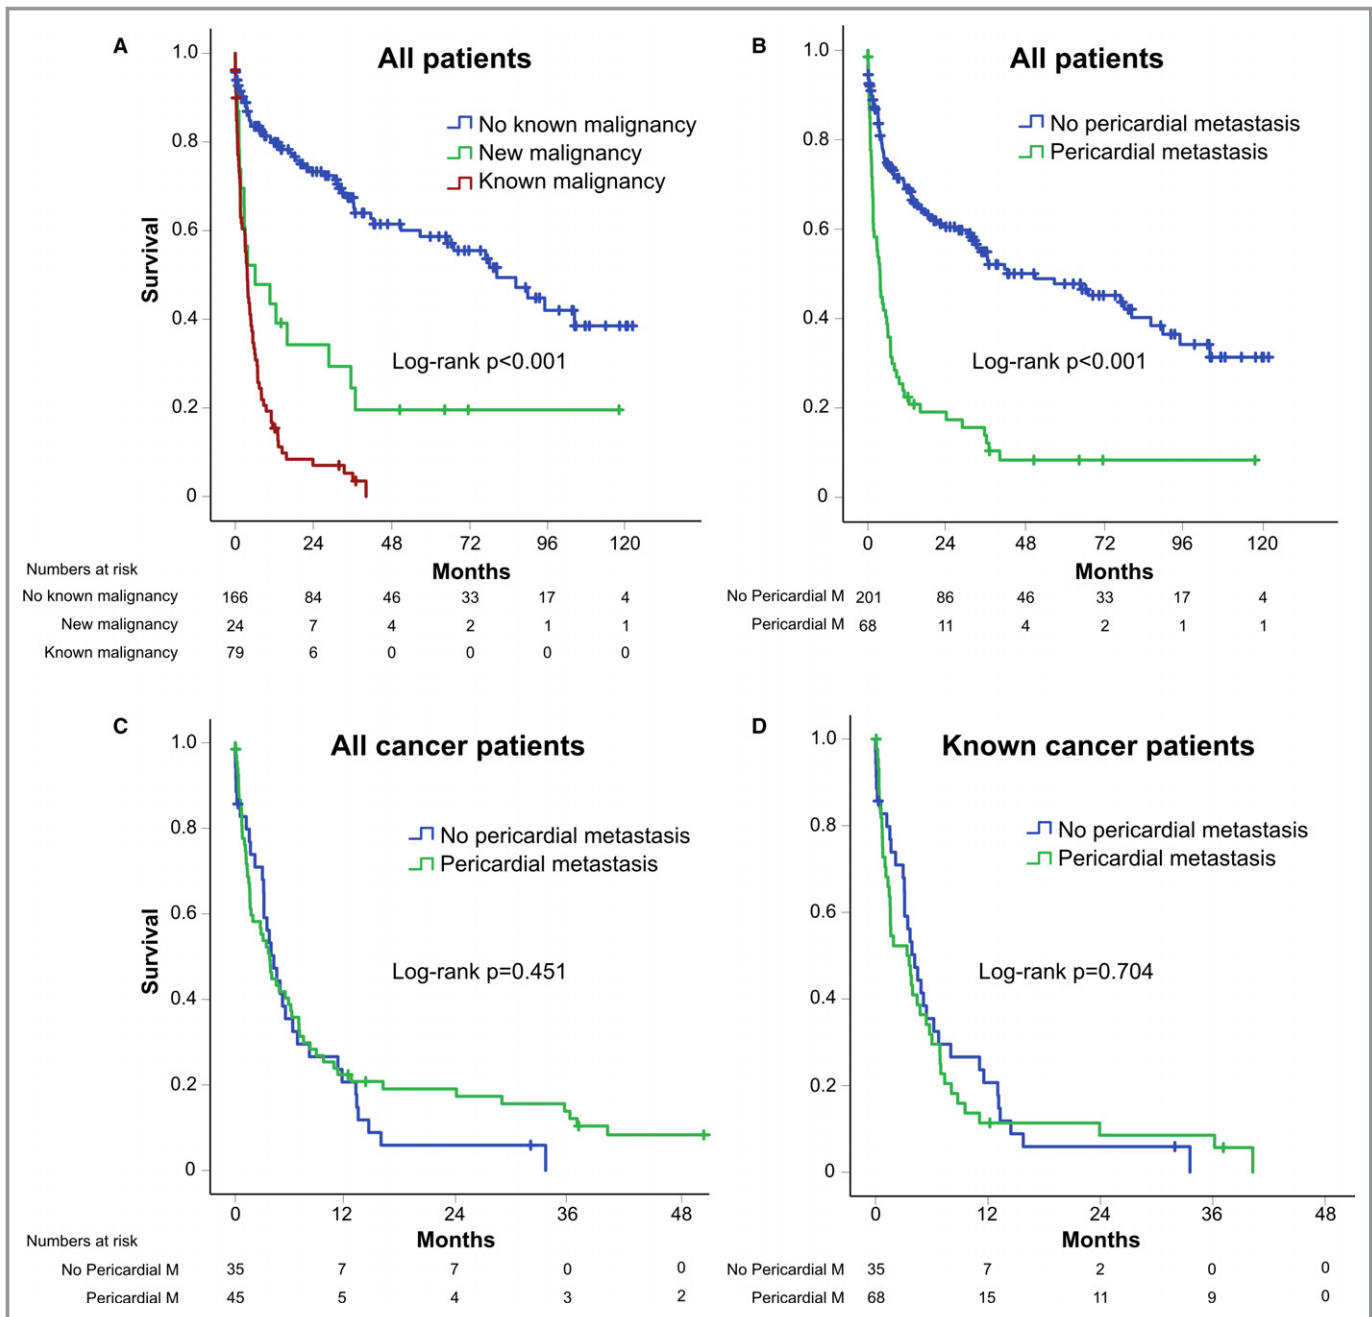 A
All patients
No known malignancy
New malignancy
Known malignancy
1.0
0.8
0.6
0.4
0.2
0
Survival
Log-rank p<0.001
0 24 48 72 96 120
Months
Numbers at risk
No known malignancy 166 84 46 33 17 4
New malignancy 24 7 4 2 1 1
Known malignancy 79 6 0 0 0 0
B
All patients
No pericardial metastasis
Pericardial metastasis
1.0
0.8
0.6
0.4
0.2
0
Log-rank p<0.001
0 24 48 72 96 120
Months
No Pericardial M 201 86 46 33 17 4
Pericardial M 68 11 4 2 1 1
C
All cancer patients
No pericardial metastasis
Pericardial metastasis
1.0
0.8
0.6
0.4
0.2
0
Survival
Log-rank p=0.451
0 12 24 36 48
Months
Numbers at risk
No Pericardial M 35 7 7 0 0
Pericardial M 45 5 4 3 2
D
Known cancer patients
No pericardial metastasis
Pericardial metastasis
1.0
0.8
0.6
0.4
0.2
0
Log-rank p=0.704
0 12 24 36 48
Months
No Pericardial M 35 7 2 0 0
Pericardial M 68 15 11 9 0